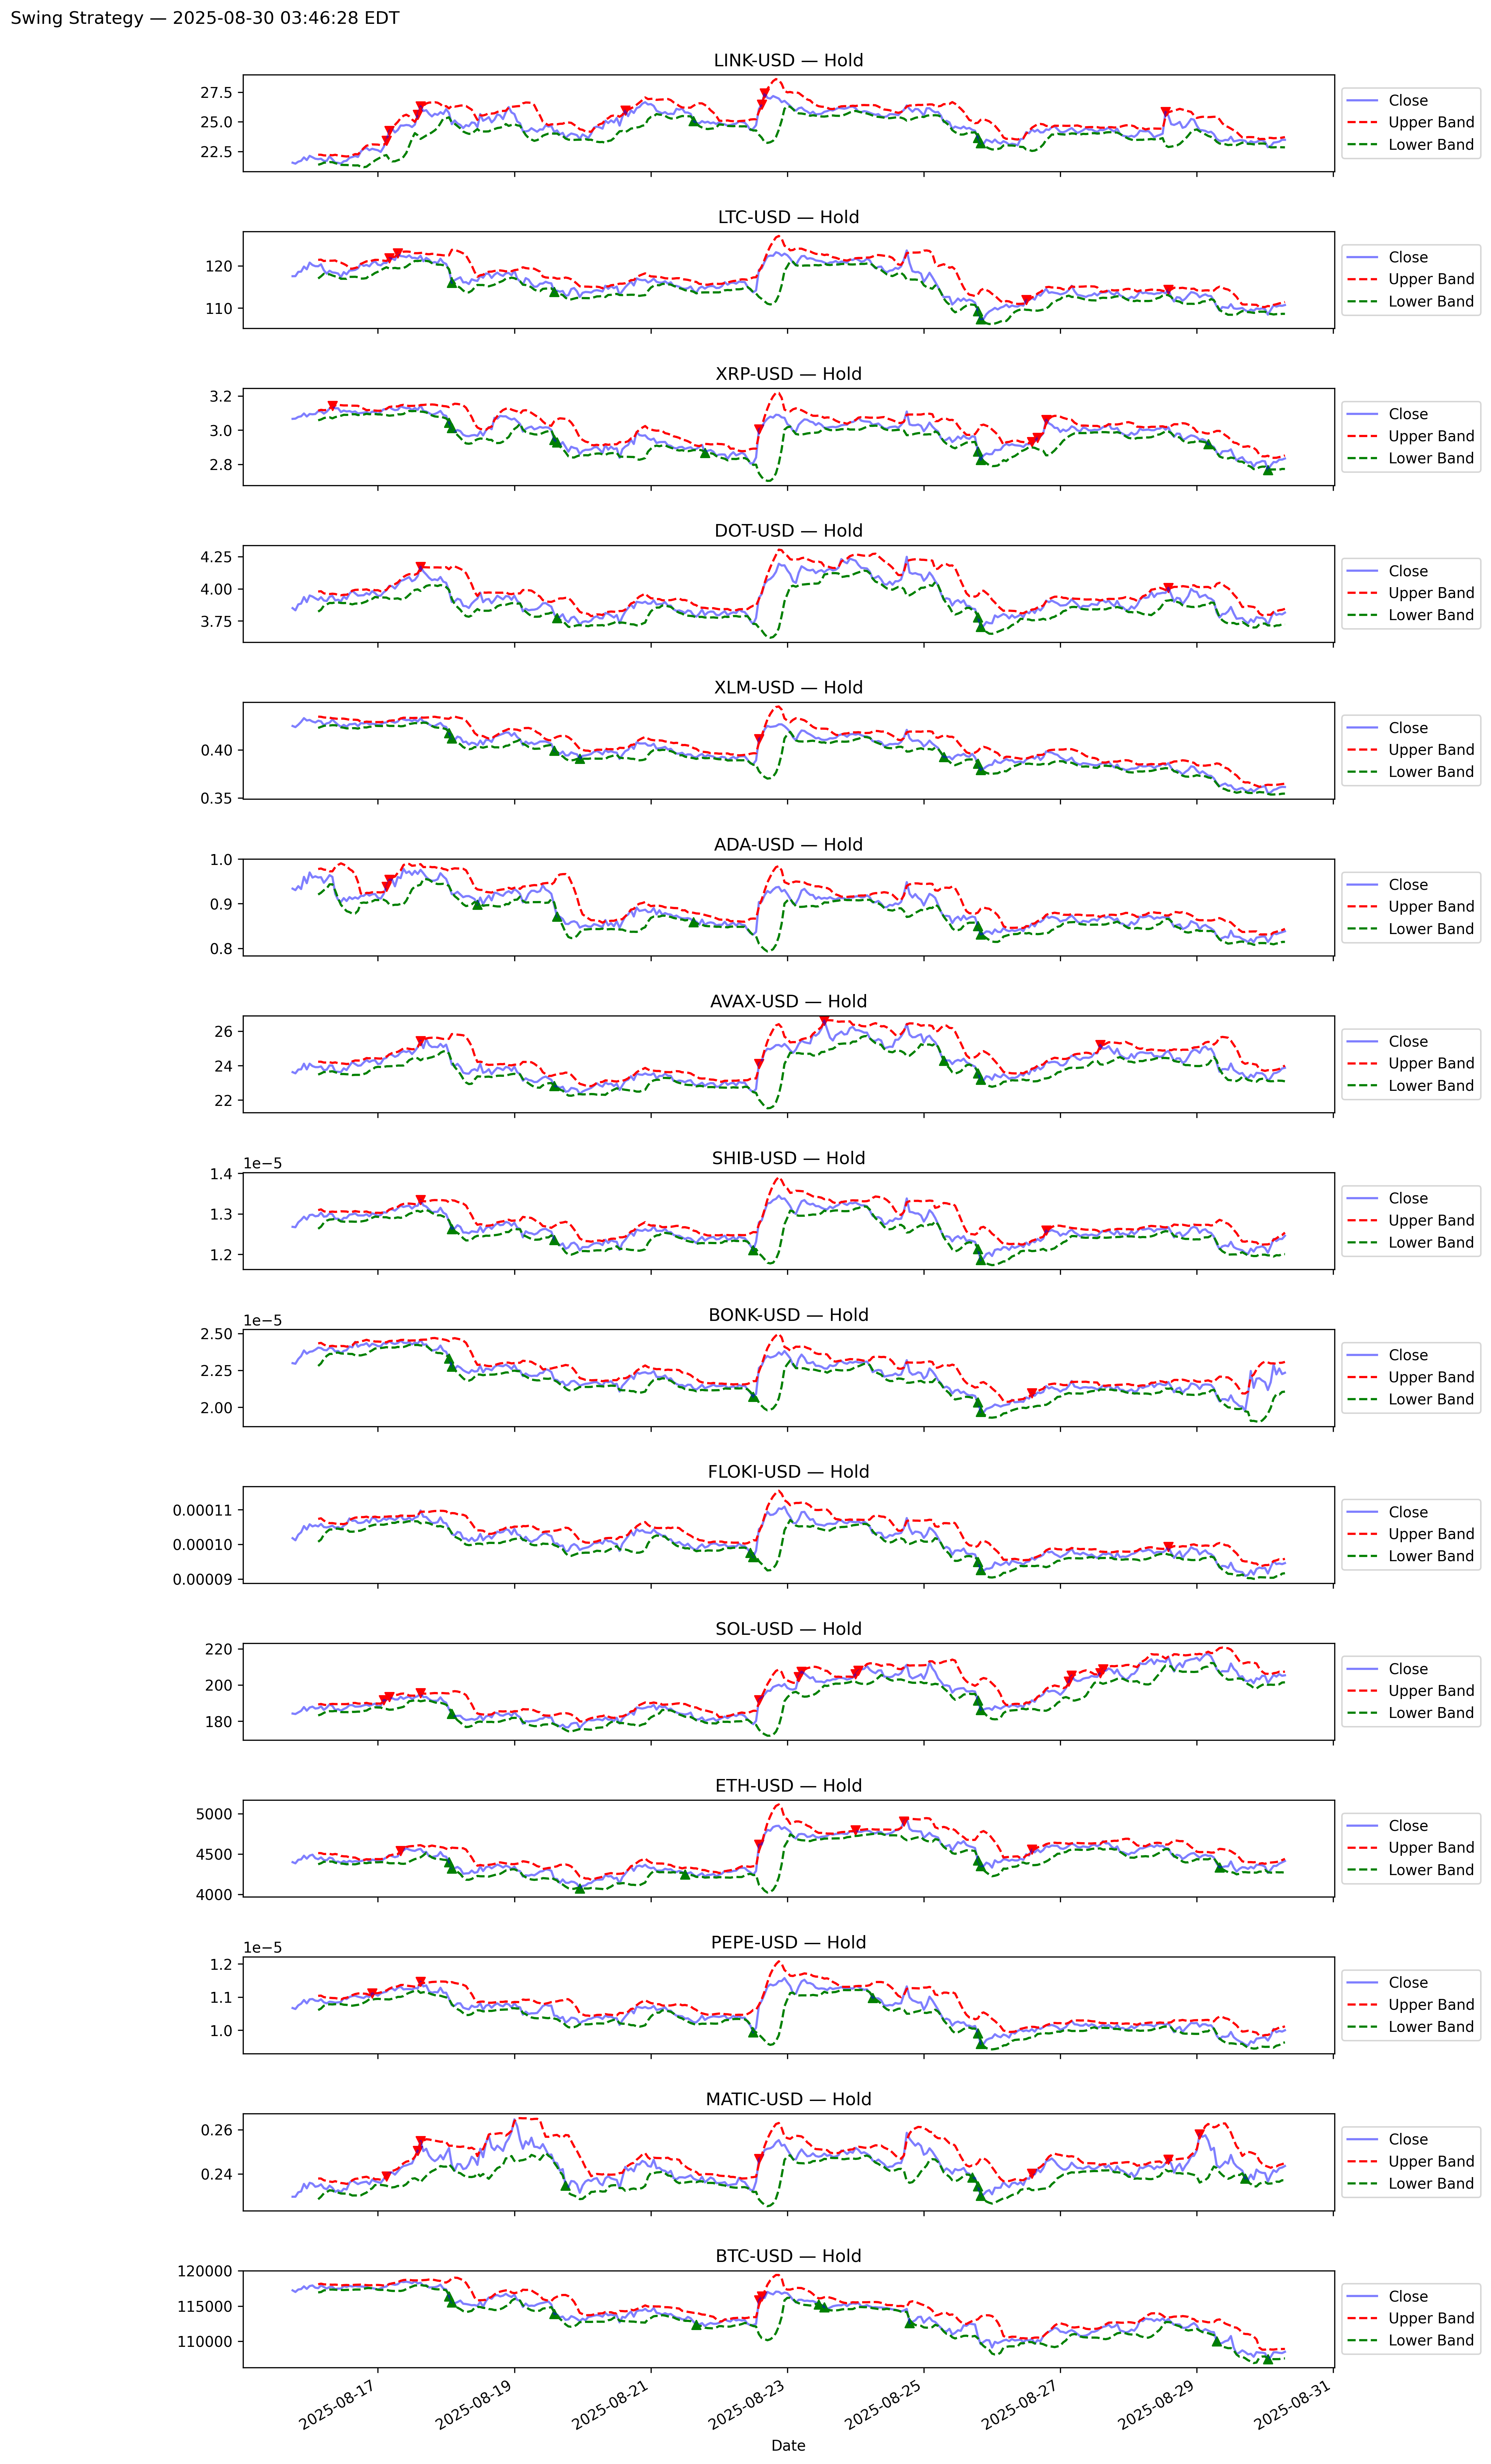 Swing Strategy — 2025-08-30 03:46:28 EDT
LINK-USD — Hold
27.5
25.0
22.5
Close
Upper Band
Lower Band
LTC-USD — Hold
120
110
Close
Upper Band
Lower Band
XRP-USD — Hold
3.2
3.0
2.8
Close
Upper Band
Lower Band
DOT-USD — Hold
4.25
4.00
3.75
Close
Upper Band
Lower Band
XLM-USD — Hold
0.40
0.35
Close
Upper Band
Lower Band
ADA-USD — Hold
1.0
0.9
0.8
Close
Upper Band
Lower Band
AVAX-USD — Hold
26
24
22
Close
Upper Band
Lower Band
SHIB-USD — Hold
1e−5
1.4
1.3
1.2
Close
Upper Band
Lower Band
BONK-USD — Hold
1e−5
2.50
2.25
2.00
Close
Upper Band
Lower Band
FLOKI-USD — Hold
0.00011
0.00010
0.00009
Close
Upper Band
Lower Band
SOL-USD — Hold
220
200
180
Close
Upper Band
Lower Band
ETH-USD — Hold
5000
4500
4000
Close
Upper Band
Lower Band
PEPE-USD — Hold
1e−5
1.2
1.1
1.0
Close
Upper Band
Lower Band
MATIC-USD — Hold
0.26
0.24
Close
Upper Band
Lower Band
BTC-USD — Hold
120000
115000
110000
Close
Upper Band
Lower Band
2025-08-17
2025-08-19
2025-08-21
2025-08-23
2025-08-25
2025-08-27
2025-08-29
2025-08-31
Date